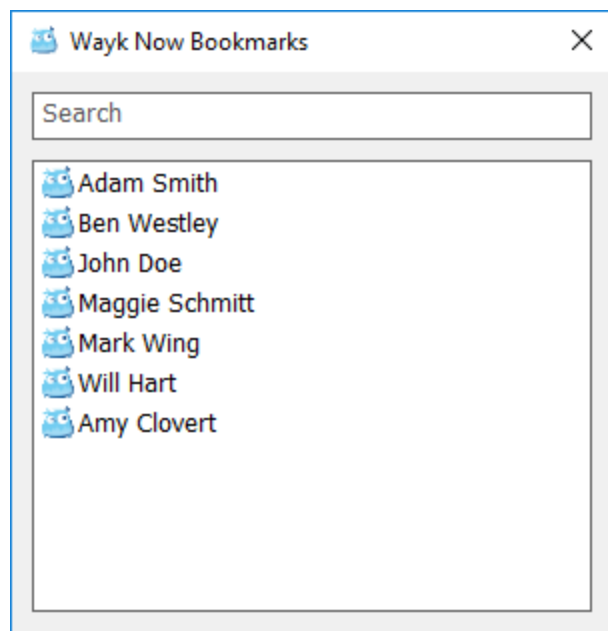 Wayk Now Bookmarks
Search
Adam Smith
Ben Westley
John Doe
Maggie Schmitt
Mark Wing
Will Hart
Amy Clovert